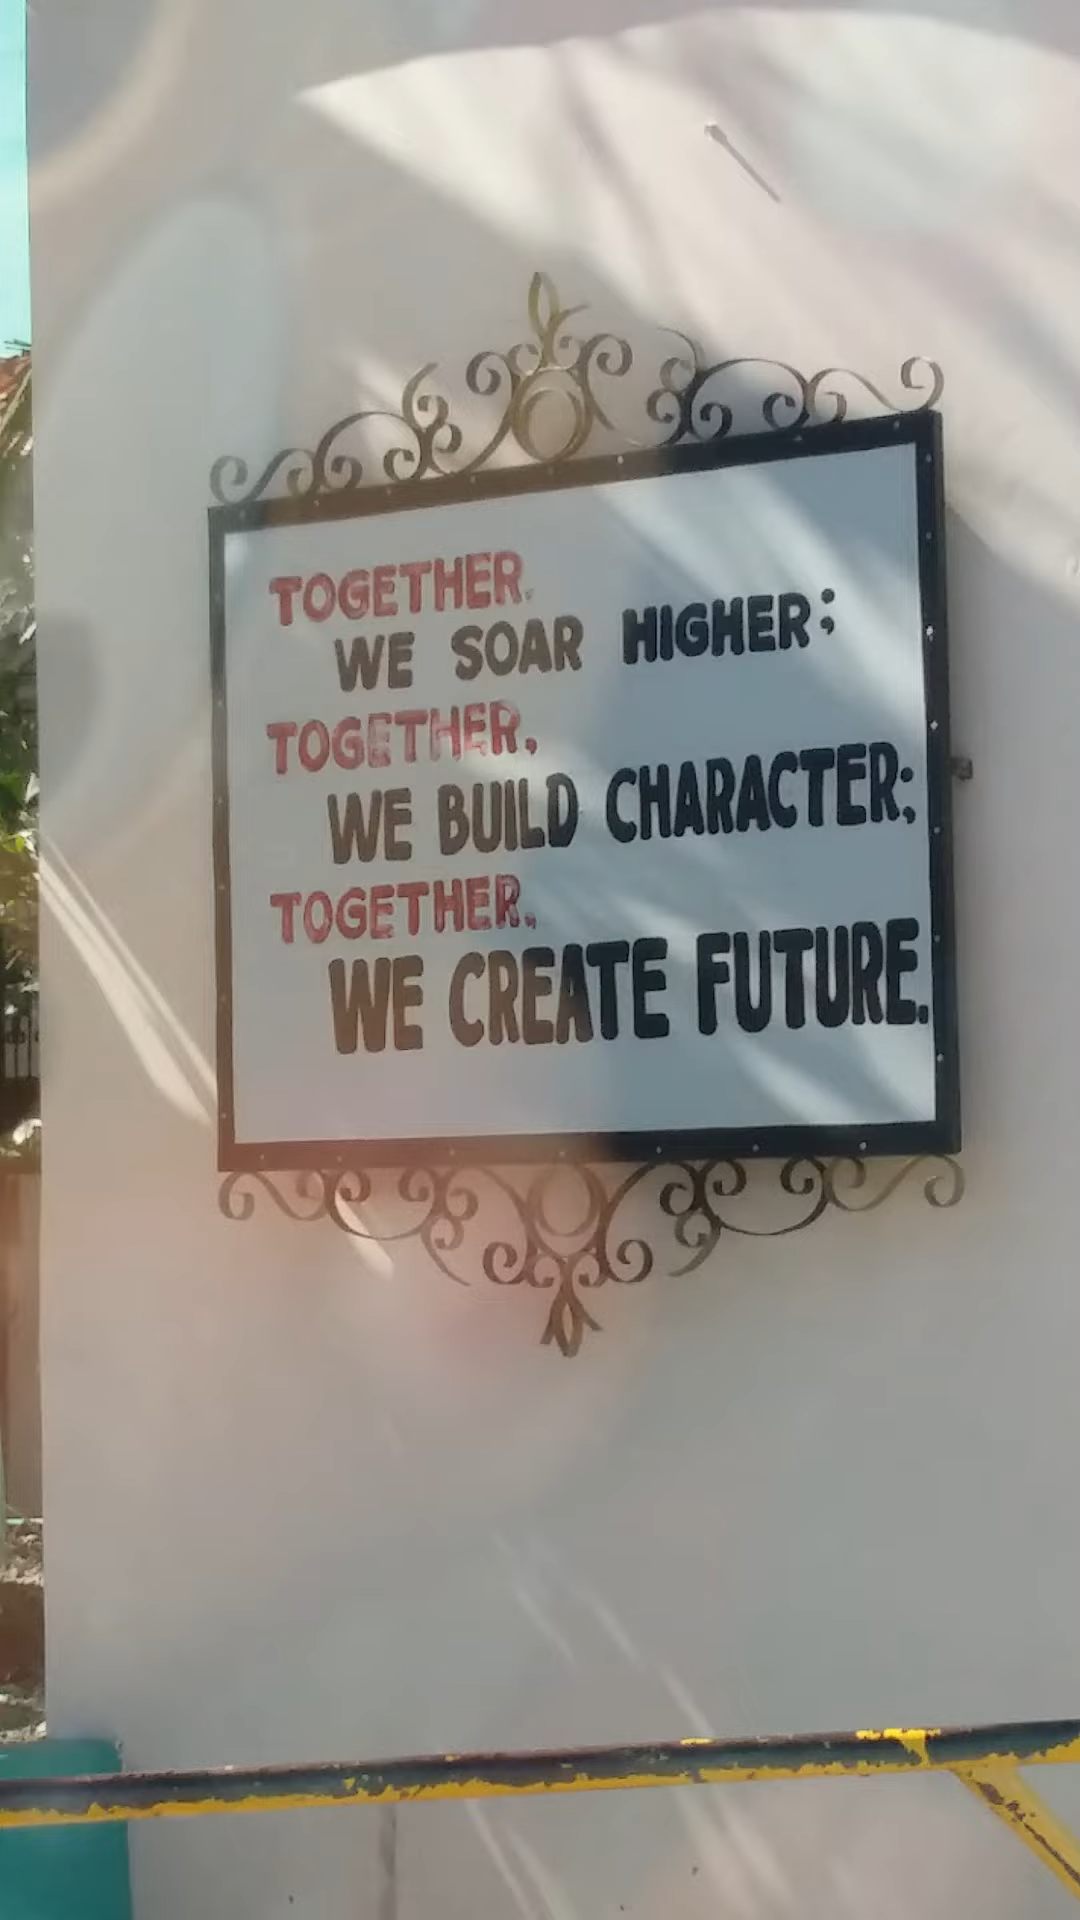 TOGETHER,
WE SOAR HIGHER;
TOGETHER,
WE BUILD CHARACTER;
TOGETHER,
WE CREATE FUTURE.